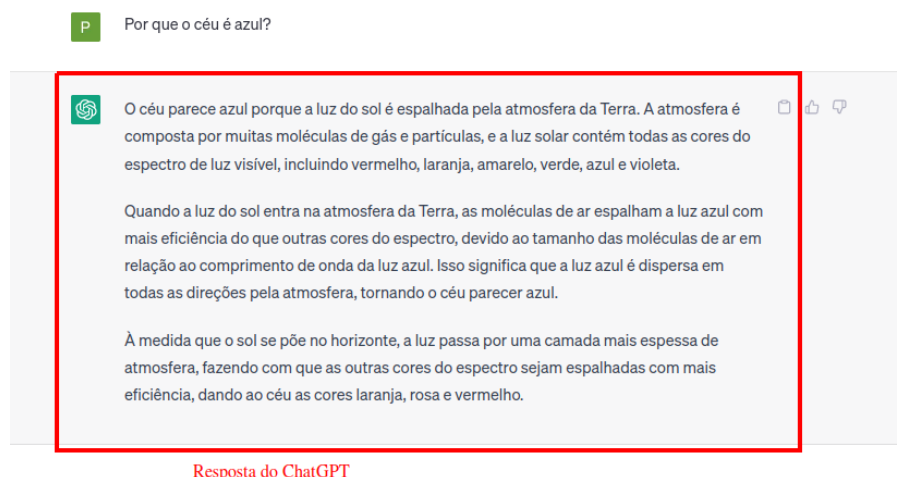 P
Por que o céu é azul?
O céu parece azul porque a luz do sol é espalhada pela atmosfera da Terra. A atmosfera é
composta por muitas moléculas de gás e partículas, e a luz solar contém todas as cores do
espectro de luz visível, incluindo vermelho, laranja, amarelo, verde, azul e violeta.
Quando a luz do sol entra na atmosfera da Terra, as moléculas de ar espalham a luz azul com
mais eficiência do que outras cores do espectro, devido ao tamanho das moléculas de ar em
relação ao comprimento de onda da luz azul. Isso significa que a luz azul é dispersa em
todas as direções pela atmosfera, tornando o céu parecer azul.
À medida que o sol se põe no horizonte, a luz passa por uma camada mais espessa de
atmosfera, fazendo com que as outras cores do espectro sejam espalhadas com mais
eficiência, dando ao céu as cores laranja, rosa e vermelho.
Resposta do ChatGPT